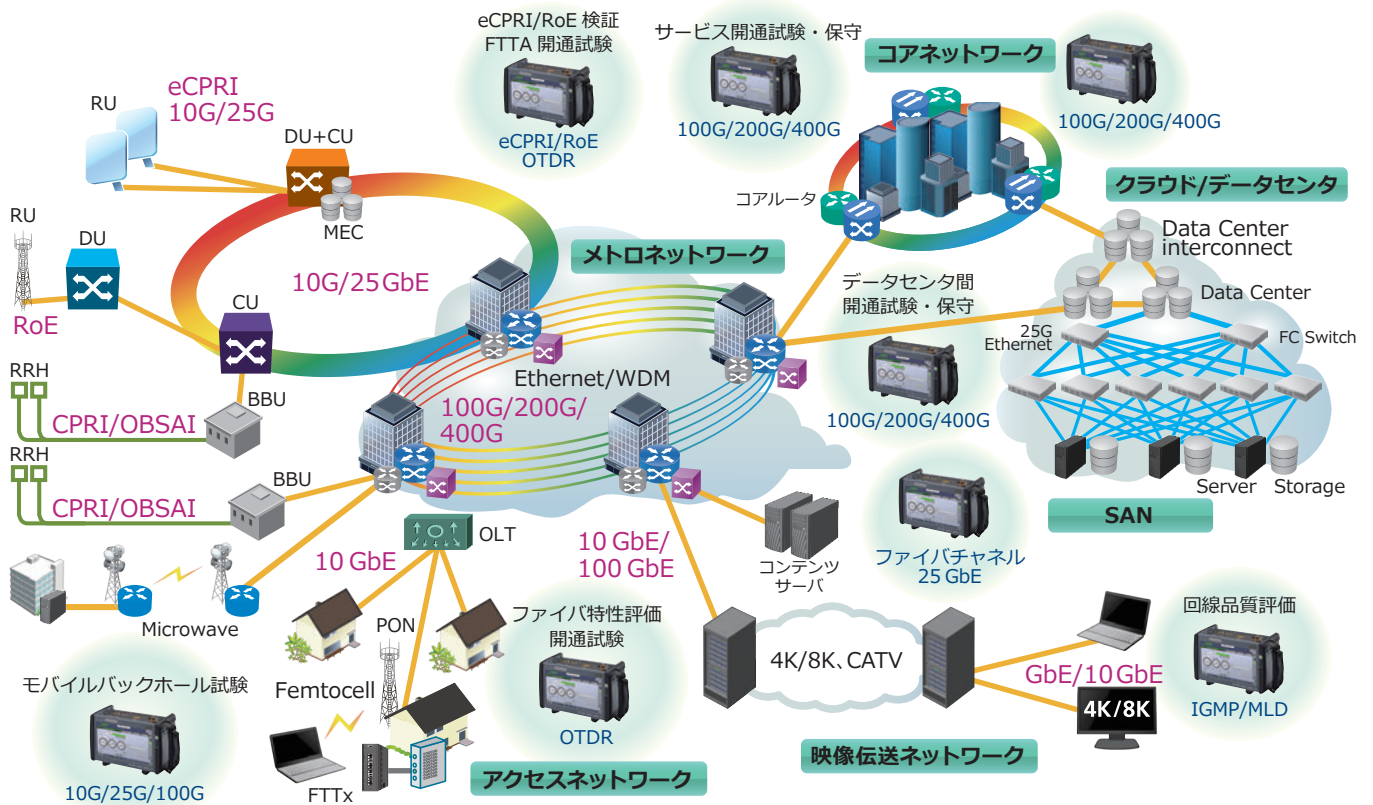 eCPRI/RoE 検証
FTTA 開通試験
eCPRI/RoE
OTDR
サービス開通試験・保守
100G/200G/400G
コアネットワーク
100G/200G/400G
RU
eCPRI
10G/25G
DU+CU
MEC
コアルータ
クラウド/データセンタ
RU
DU
RoE
10G/25 GbE
CU
メトロネットワーク
Data Center
interconnect
データセンタ間
開通試験・保守
100G/200G/400G
Data Center
25G
Ethernet
FC Switch
RRH
CPRI/OBSAI
BBU
Ethernet/WDM
100G/200G/
400G
RRH
CPRI/OBSAI
BBU
Server
Storage
SAN
ファイバチャネル
25 GbE
Microwave
10 GbE
OLT
10 GbE/
100 GbE
コンテンツ
サーバ
モバイルバックホール試験
10G/25G/100G
PON
Femtocell
FTTx
ファイバ特性評価
開通試験
OTDR
アクセスネットワーク
4K/8K、CATV
GbE/10 GbE
4K/8K
回線品質評価
IGMP/MLD
映像伝送ネットワーク